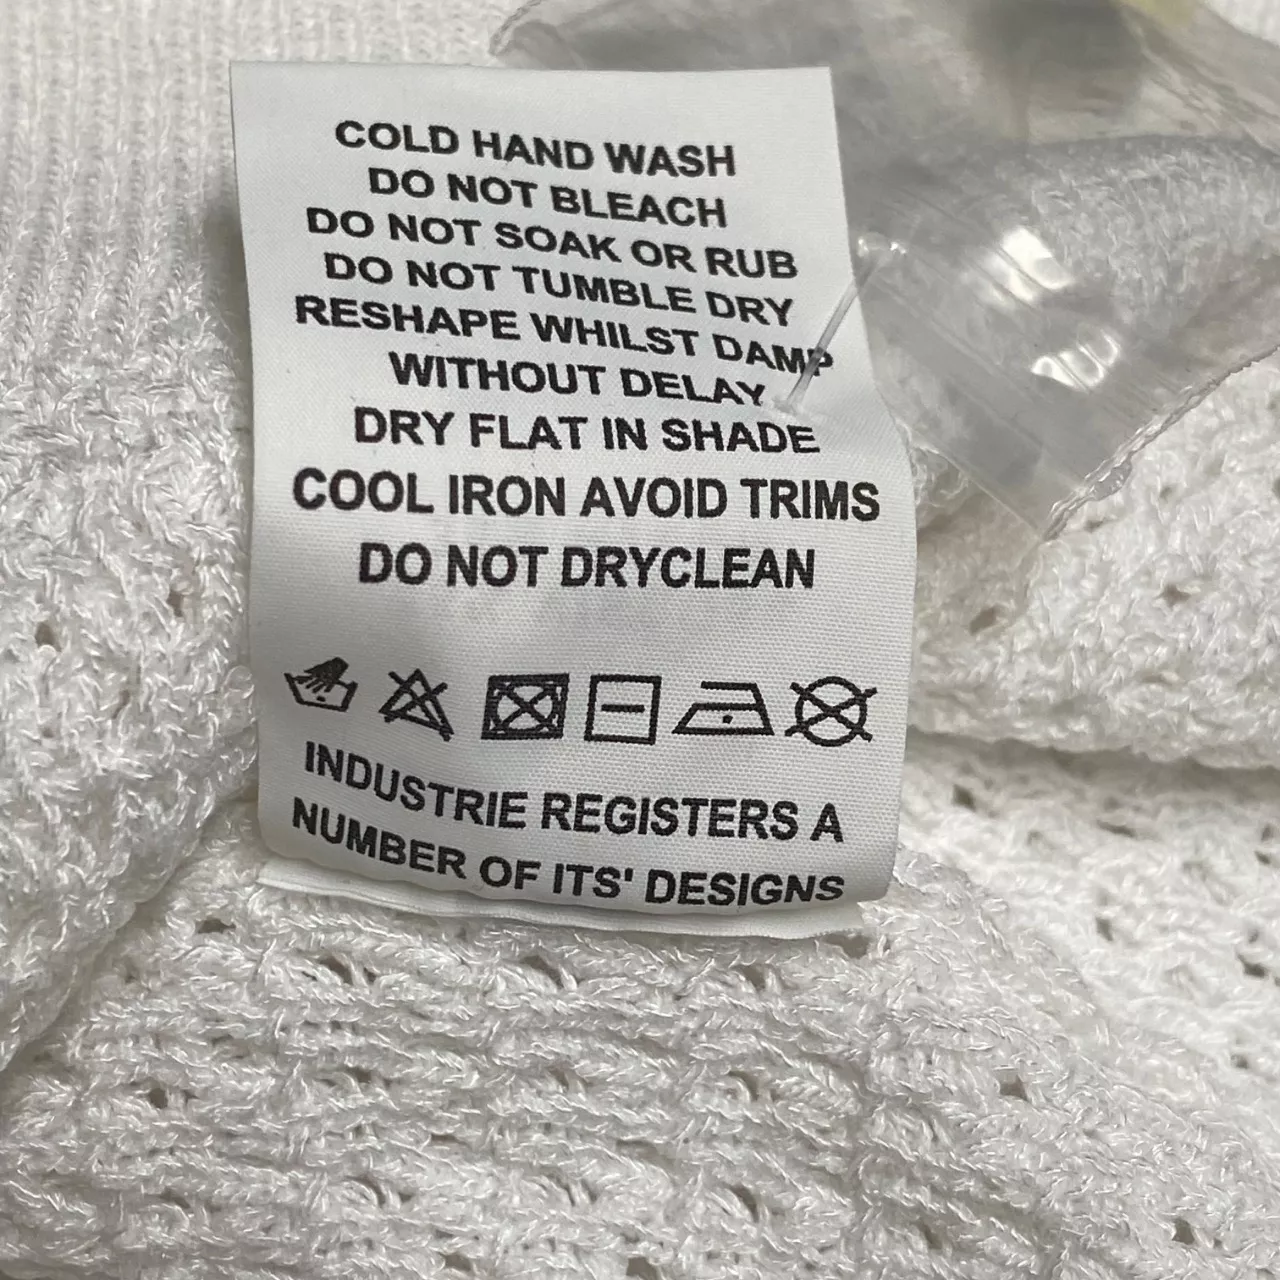 COLD HAND WASH
DO NOT BLEACH
DO NOT SOAK OR RUB
DO NOT TUMBLE DRY
RESHAPE WHILST DAMP
WITHOUT DELAY
DRY FLAT IN SHADE
COOL IRON AVOID TRIMS
DO NOT DRYCLEAN
INDUSTRIE REGISTERS A
NUMBER OF ITS' DESIGNS